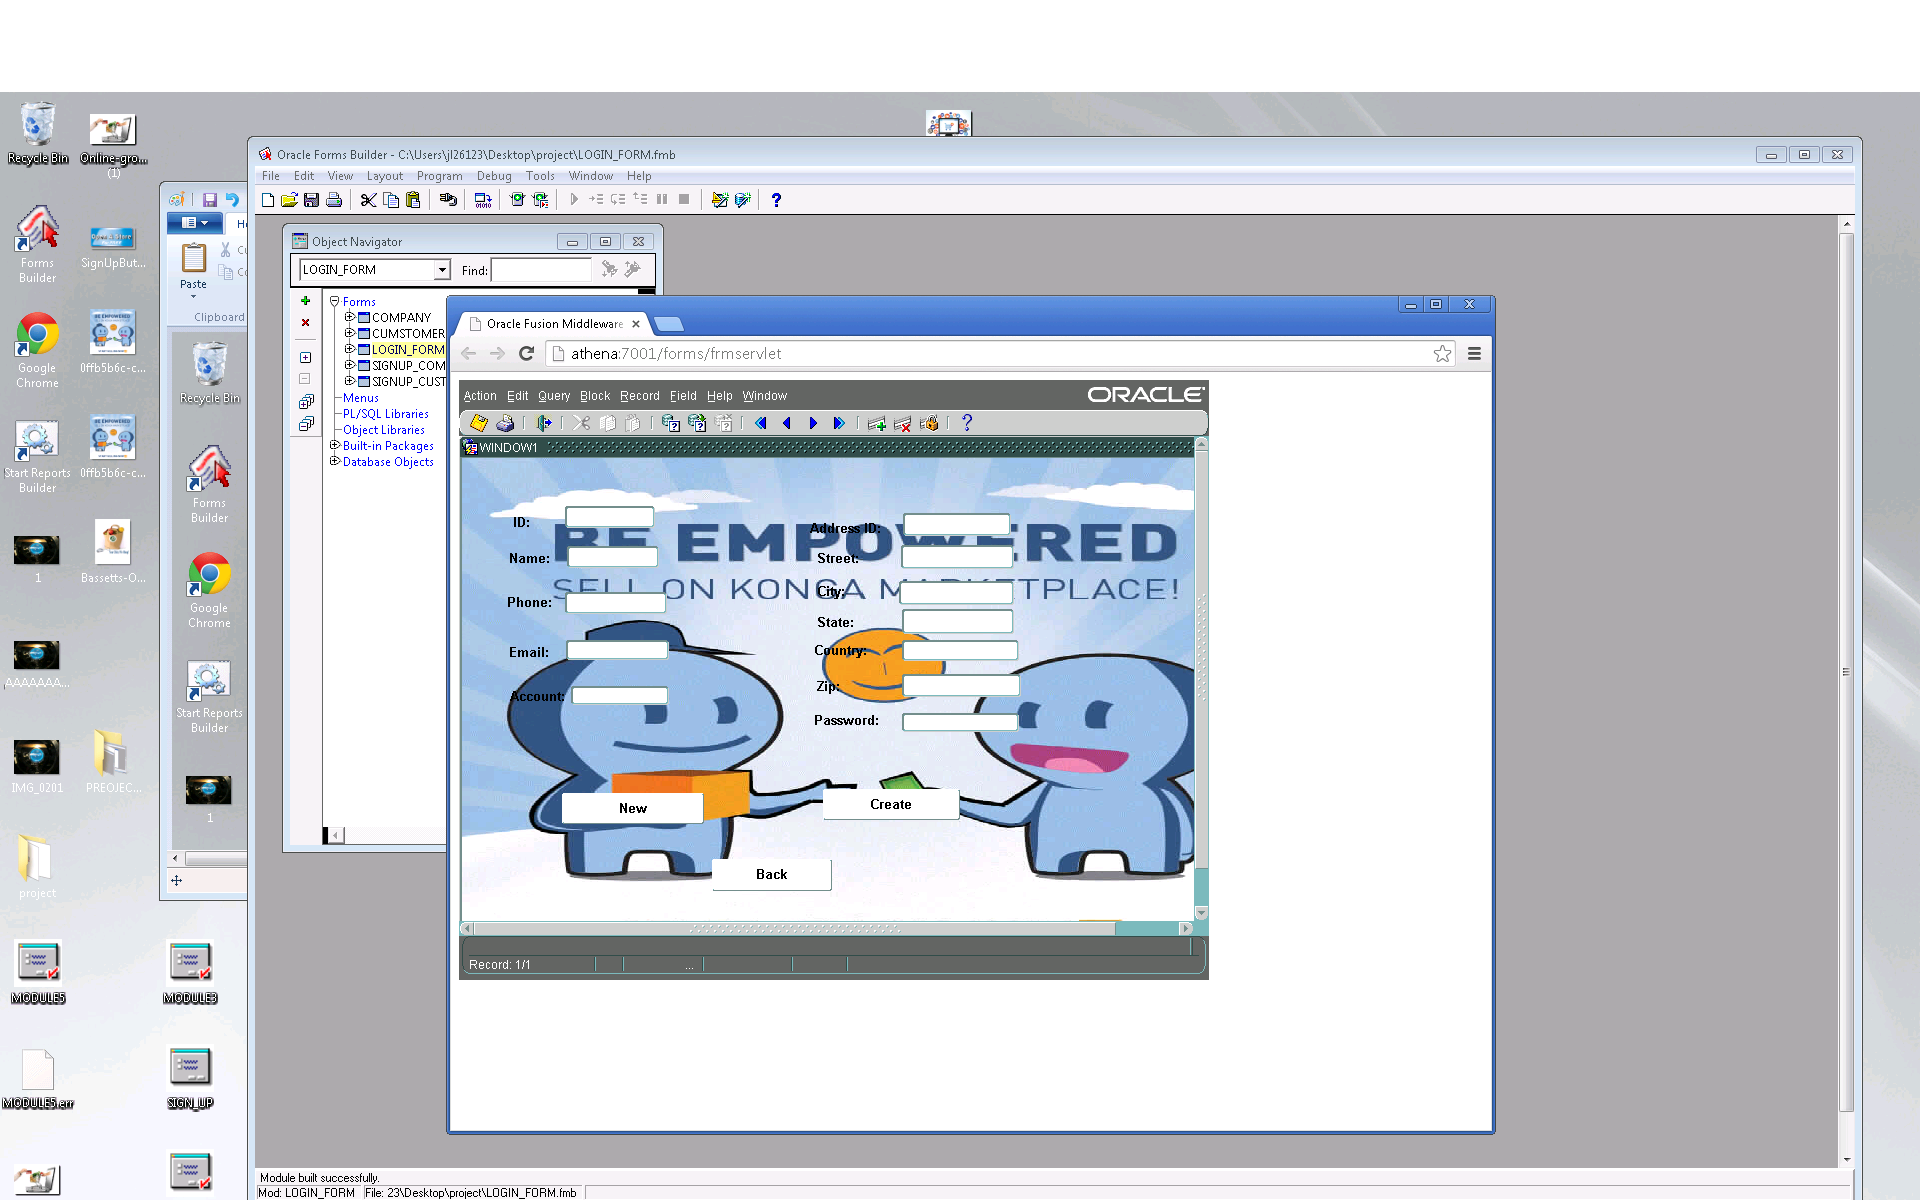 Recycle Bin
Online-gro...
(1)
Forms
Builder
SignUpBut...
Google
Chrome
0ffb5b6c-c...
Start Reports
Builder
0ffb5b6c-c...
1
Bassetts-O...
AAAAAAA...
IMG_0201
PREOJEC...
project
MODULE5
MODULE3
MODULE5.err
SIGN_UP
Paste
Clipboard
Recycle Bin
Forms
Builder
Google
Chrome
Start Reports
Builder
1
Oracle Forms Builder - C:\Users\jl26123\Desktop\project\LOGIN_FORM.fmb
File Edit View Layout Program Debug Tools Window Help
Object Navigator
LOGIN_FORM Find:
Forms
COMPANY
CUMSTOMER
LOGIN_FORM
SIGNUP_COM
SIGNUP_CUST
Menus
PL/SQL Libraries
Object Libraries
Built-in Packages
Database Objects
Oracle Fusion Middleware
athena:7001/forms/frmservlet
Action Edit Query Block Record Field Help Window
ORACLE
WINDOW1
BE EMPOWERED
SELL ON KONGA MARKETPLACE!
ID:
Name:
Phone:
Email:
Account:
Address ID:
Street:
City:
State:
Country:
Zip:
Password:
New
Create
Back
Record: 1/1
...
Module built successfully.
Mod: LOGIN_FORM File: 23\Desktop\project\LOGIN_FORM.fmb